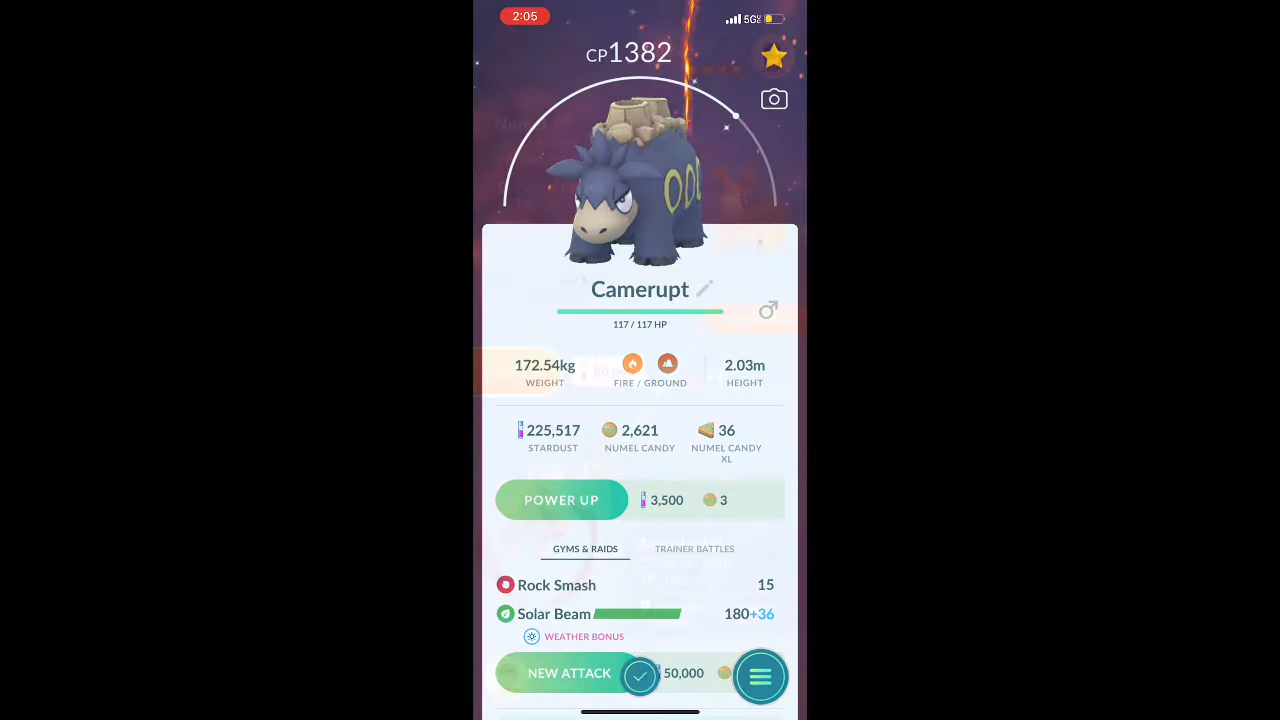 2:05
5G
CP1382
Camerupt
117 / 117 HP
172.54kg
WEIGHT
FIRE / GROUND
2.03m
HEIGHT
225,517
STARDUST
2,621
NUMEL CANDY
36
NUMEL CANDY
XL
POWER UP
3,500
3
GYMS & RAIDS
TRAINER BATTLES
Rock Smash
15
Solar Beam
180+36
WEATHER BONUS
NEW ATTACK
50,000